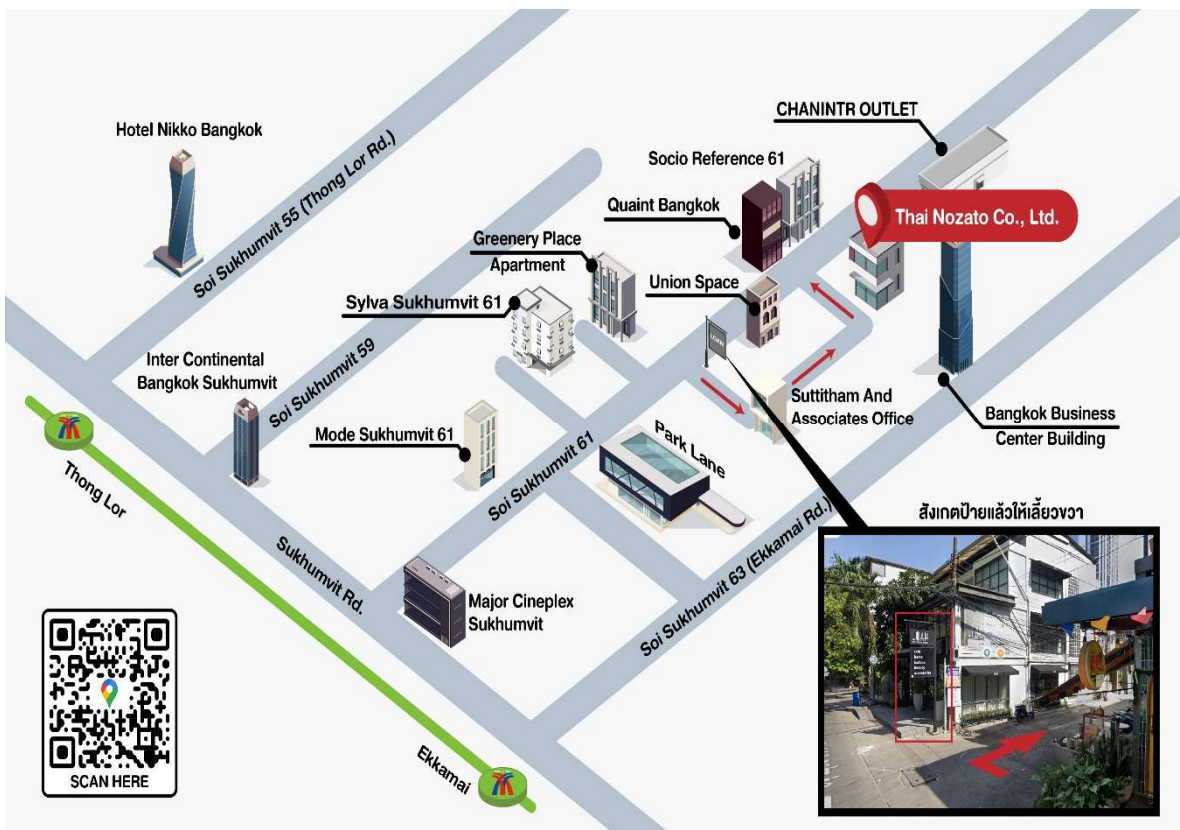 Hotel Nikko Bangkok
Soi Sukhumvit 55 (Thong Lor Rd.)
CHANINTR OUTLET
Socio Reference 61
Quaint Bangkok
Thai Nozato Co., Ltd.
Greenery Place
Apartment
Union Space
Sylva Sukhumvit 61
Inter Continental
Bangkok Sukhumvit
Soi Sukhumvit 59
Mode Sukhumvit 61
Soi Sukhumvit 61
Park Lane
Suttitham And
Associates Office
Bangkok Business
Center Building
Thong Lor
Sukhumvit Rd.
Major Cineplex
Sukhumvit
Soi Sukhumvit 63 (Ekkamai Rd.)
สังเกตป้ายแล้วให้เลี้ยวขวา
Ekkamai
SCAN HERE